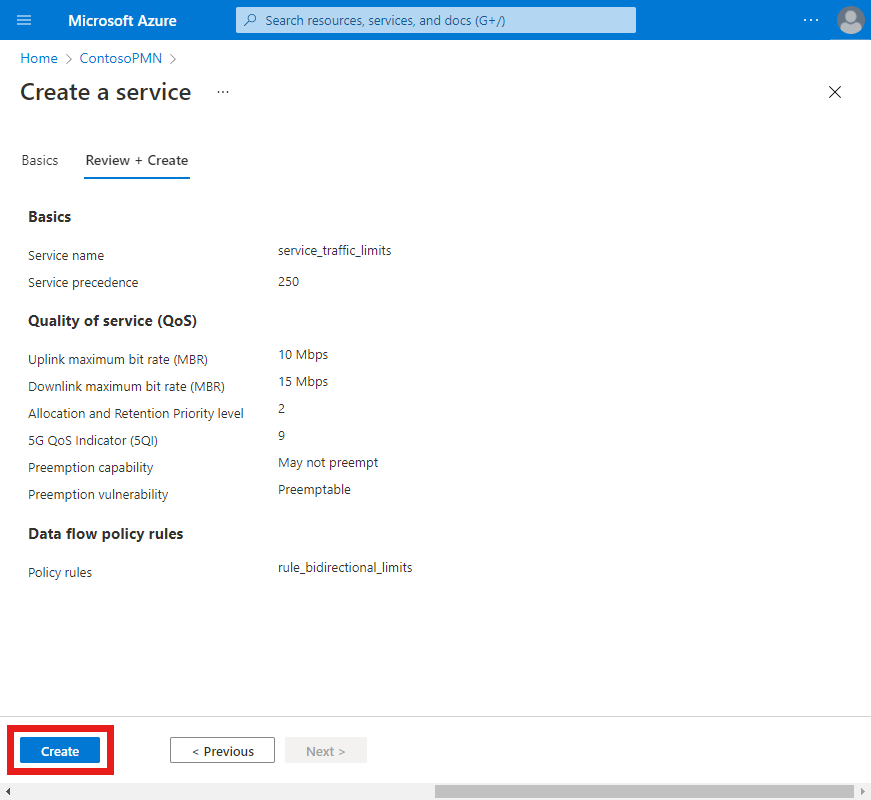 Microsoft Azure
Search resources, services, and docs (G+/)
Home > ContosoPMN >
Create a service ...
Basics Review + Create
Basics
Service name service_traffic_limits
Service precedence 250
Quality of service (QoS)
Uplink maximum bit rate (MBR) 10 Mbps
Downlink maximum bit rate (MBR) 15 Mbps
Allocation and Retention Priority level 2
5G QoS Indicator (5QI) 9
Preemption capability May not preempt
Preemption vulnerability Preemptable
Data flow policy rules
Policy rules rule_bidirectional_limits
Create < Previous Next >